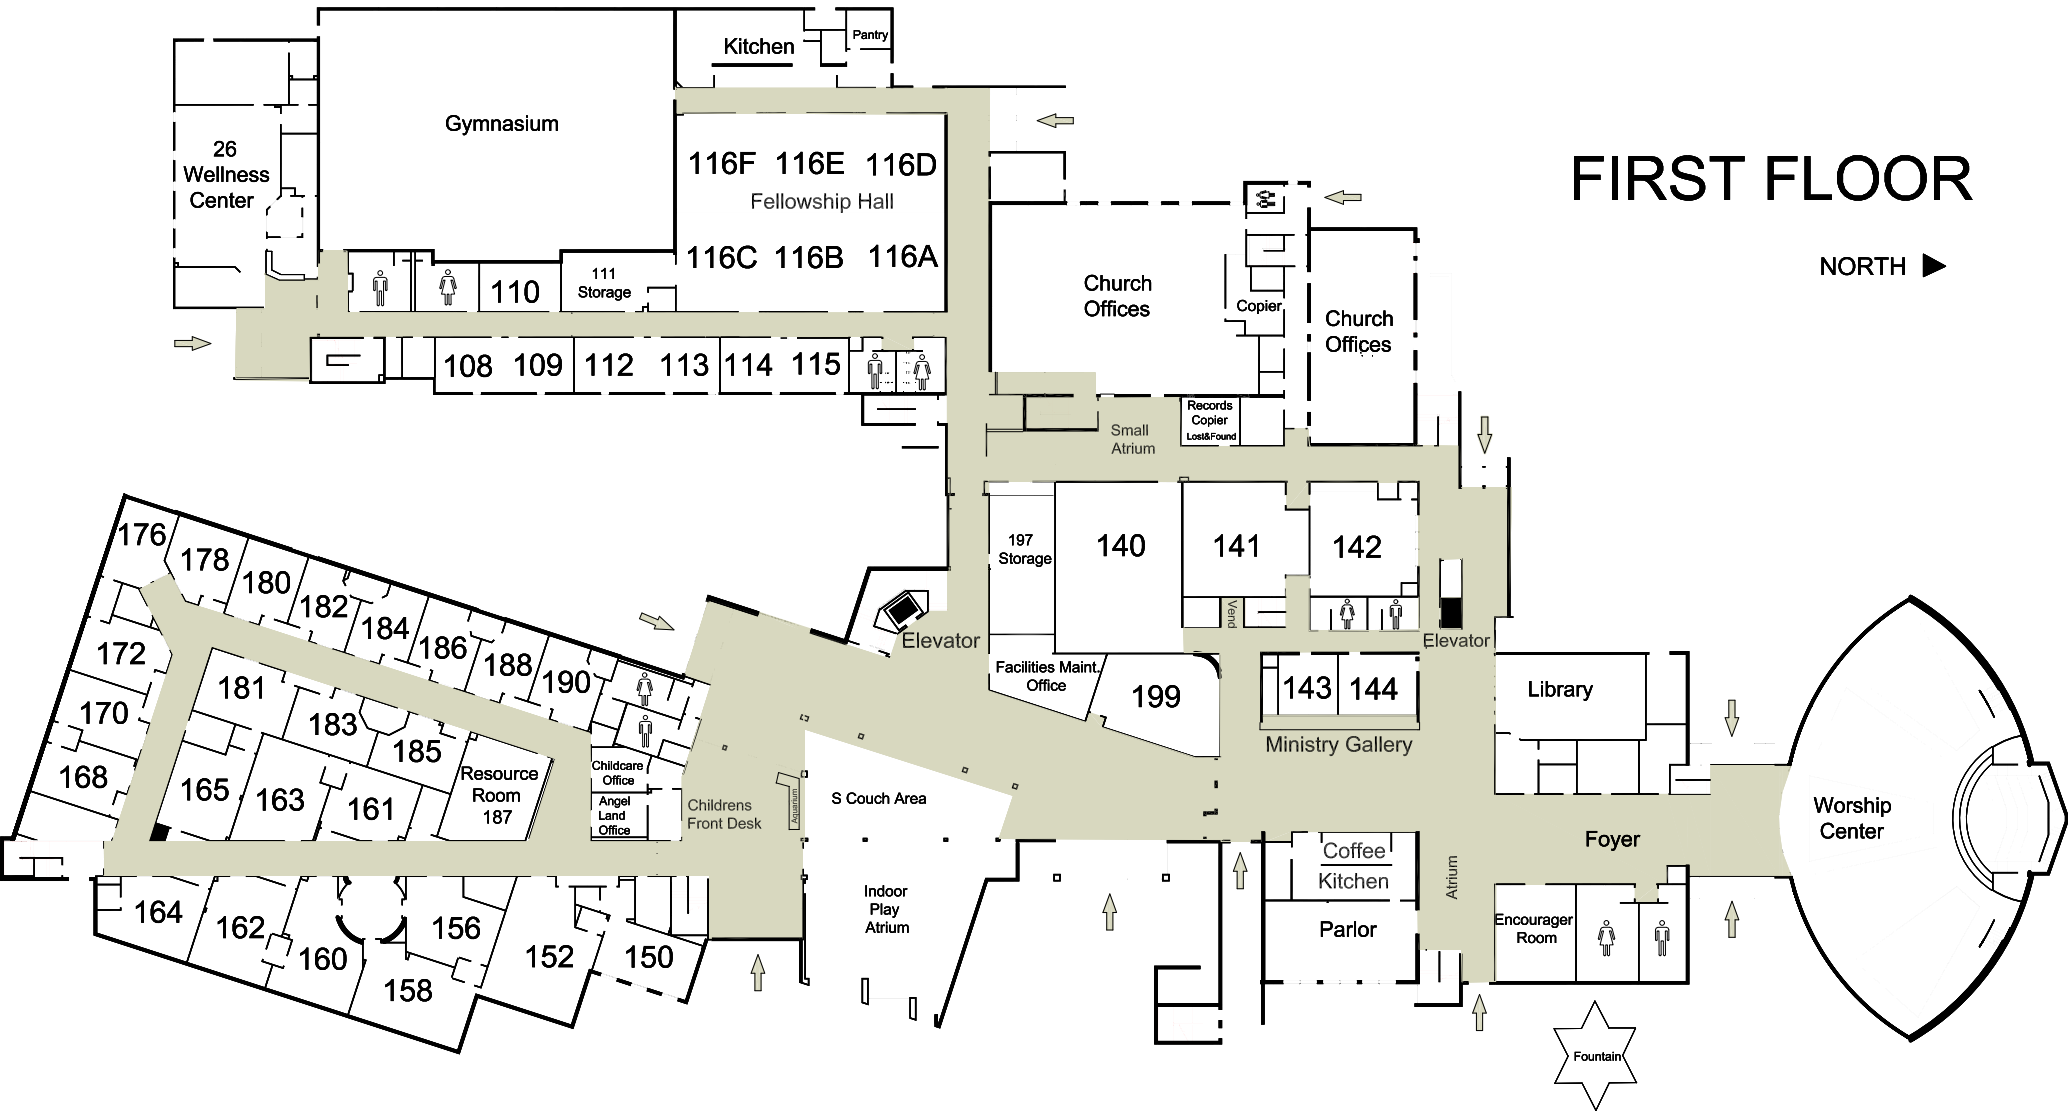 Kitchen
Pantry
Gymnasium
26
Wellness
Center
116F 116E 116D
Fellowship Hall
116C 116B 116A
FIRST FLOOR
NORTH
110
111
Storage
Church
Offices
Copier
Church
Offices
108 109 112 113 114 115
Records
Copier
Lost&Found
Small
Atrium
176
178
180
182
184
186
188
190
197
Storage
140
141
142
Vend
Elevator
Elevator
172
170
168
181
183
185
165
163
161
Resource
Room
187
Childcare
Office
Angel
Land
Office
Childrens
Front Desk
Aquarium
S Couch Area
Facilities Maint.
Office
199
143 144
Ministry Gallery
Library
Foyer
Worship
Center
Coffee
Kitchen
Parlor
Atrium
Encourager
Room
Indoor
Play
Atrium
164
162
160
158
156
152
150
Fountain